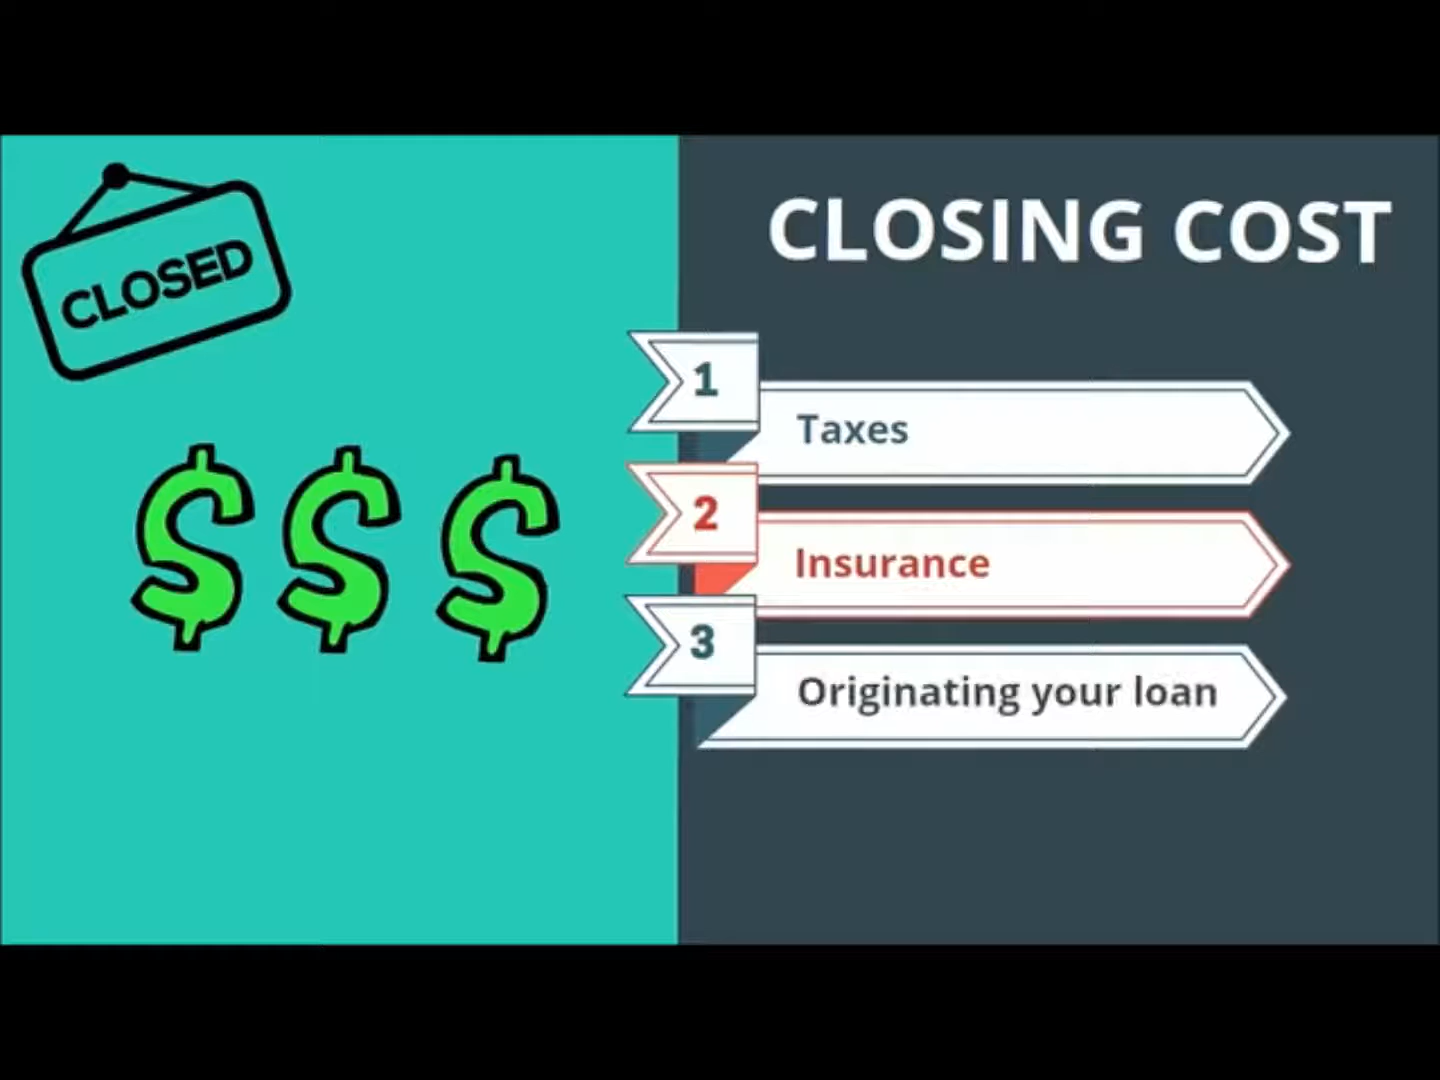 CLOSED
$ $ $
CLOSING COST
1
Taxes
2
Insurance
3
Originating your loan